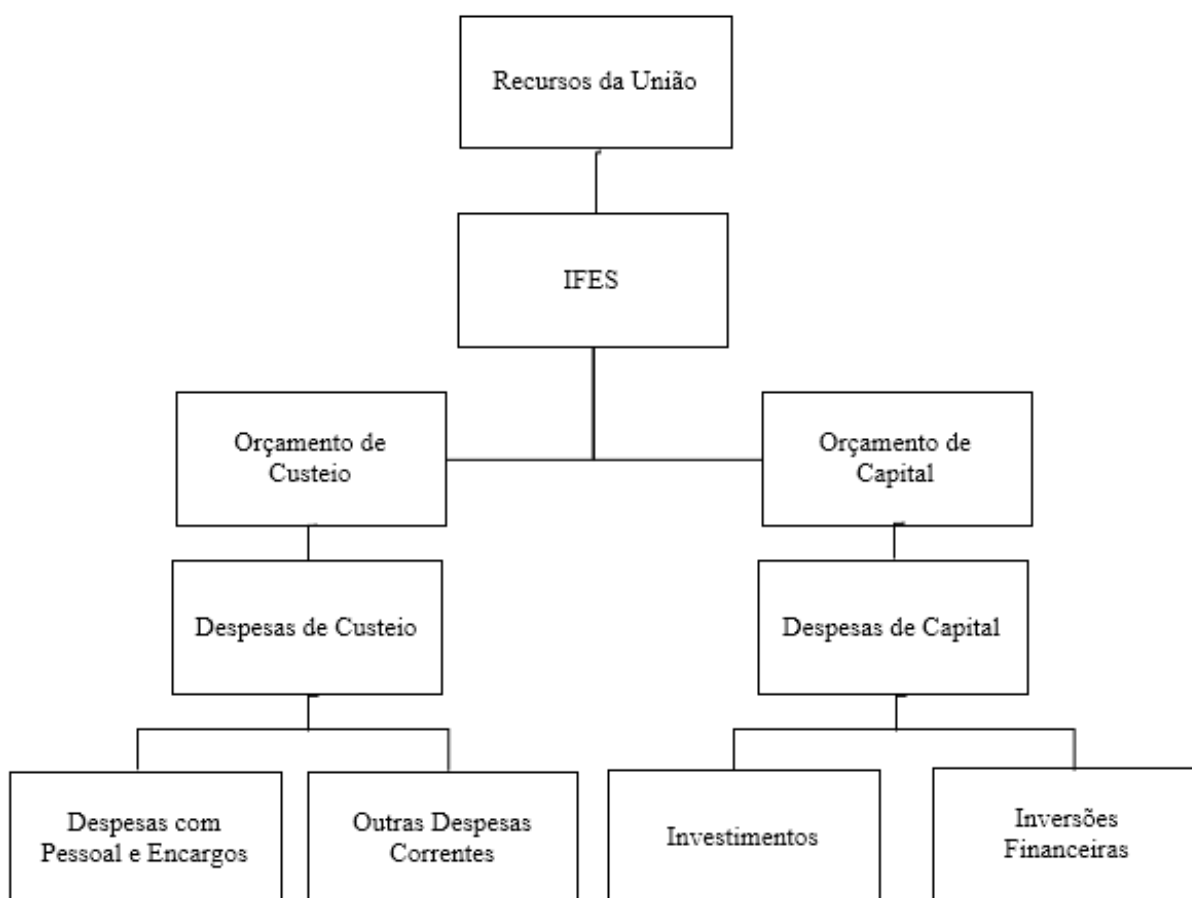 Recursos da União
IFES
Orçamento de
Custeio
Orçamento de
Capital
Despesas de Custeio
Despesas de Capital
Despesas com
Pessoal e Encargos
Outras Despesas
Correntes
Investimentos
Inversões
Financeiras